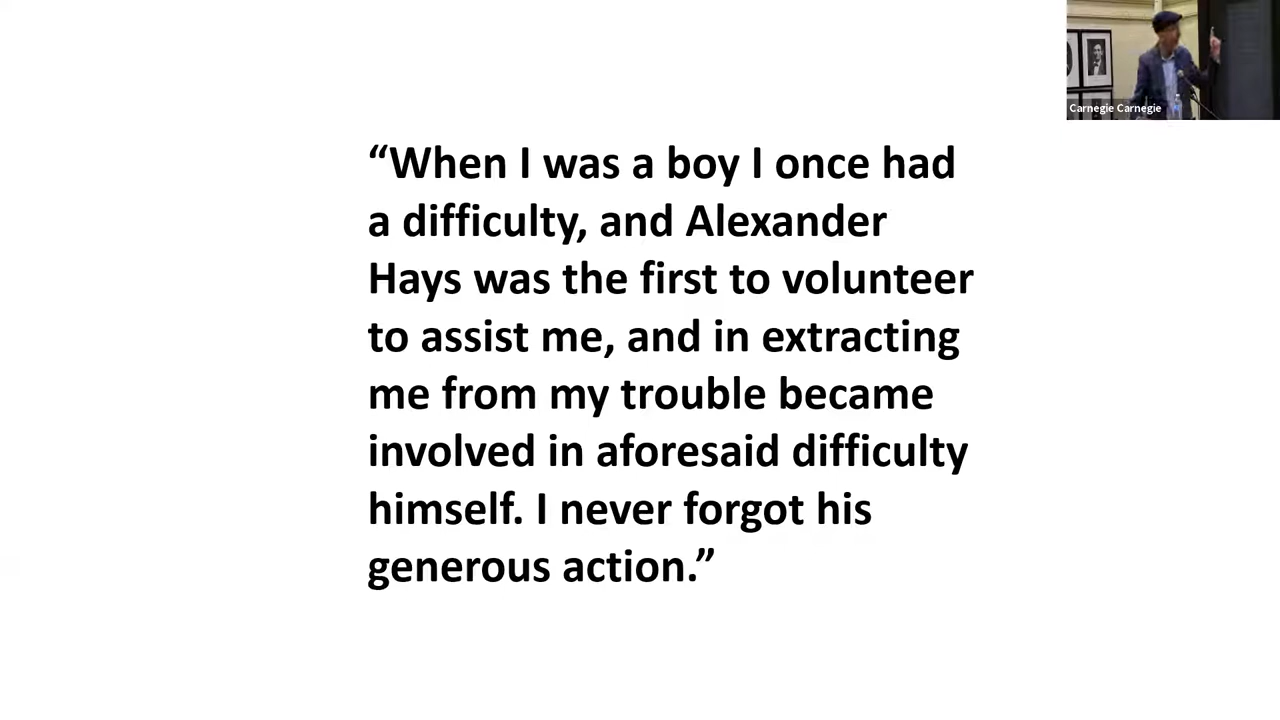 Carnegie Carnegie
“When I was a boy I once had
a difficulty, and Alexander
Hays was the first to volunteer
to assist me, and in extracting
me from my trouble became
involved in aforesaid difficulty
himself. I never forgot his
generous action.”